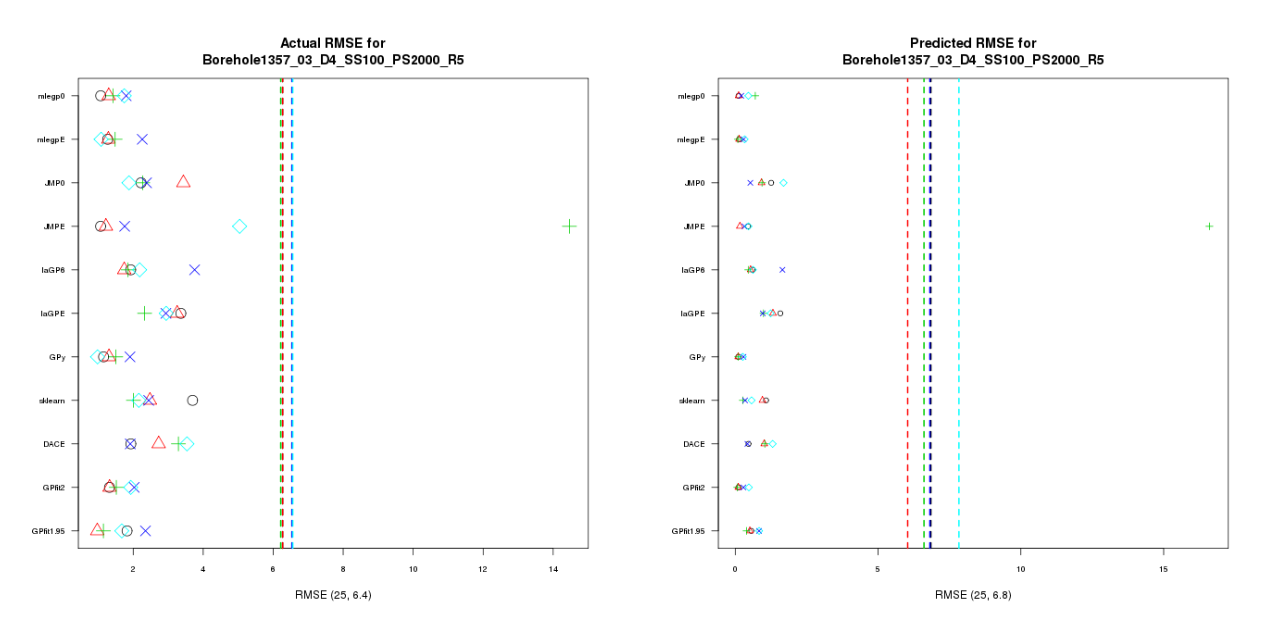 Actual RMSE for
Borehole1357_03_D4_SS100_PS2000_R5
mlegp0
mlegpE
JMP0
JMPE
laGP6
laGPE
GPy
sklearn
DACE
GPfit2
GPfit1.95
2 4 6 8 10 12 14
RMSE (25, 6.4)
Predicted RMSE for
Borehole1357_03_D4_SS100_PS2000_R5
mlegp0
mlegpE
JMP0
JMPE
laGP6
laGPE
GPy
sklearn
DACE
GPfit2
GPfit1.95
0 5 10 15
RMSE (25, 6.8)